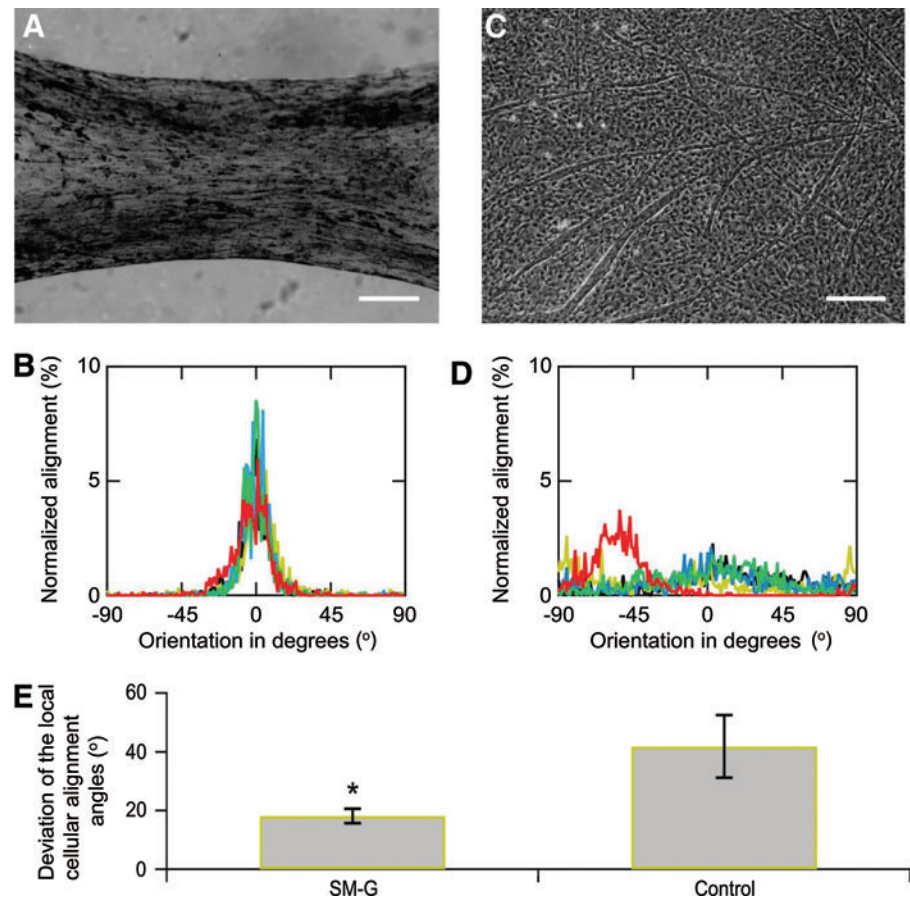 A
C
B
10
5
0
Normalized alignment (%)
-90 -45 0 45 90
Orientation in degrees (°)
D
10
5
0
Normalized alignment (%)
-90 -45 0 45 90
Orientation in degrees (°)
E
Deviation of the local
cellular alignment
angles (°)
60
40
20
0
*
SM-G Control